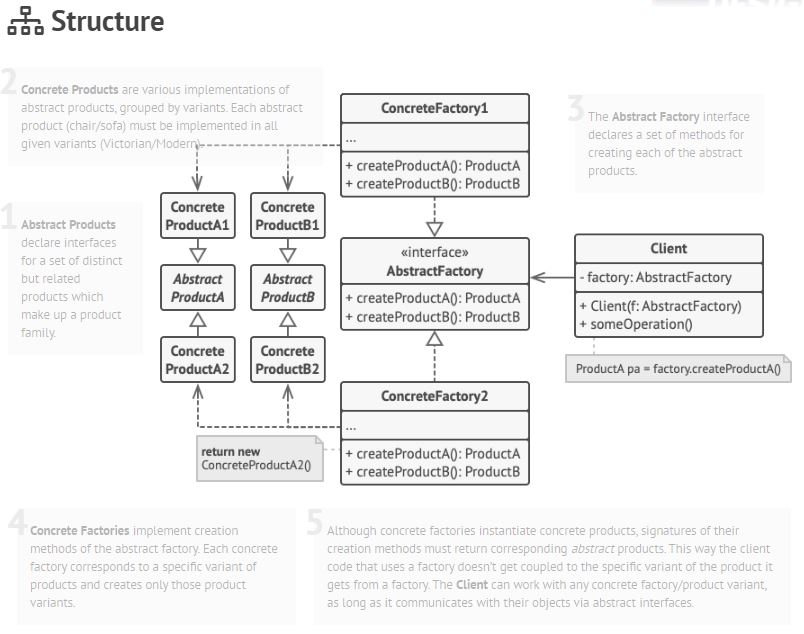 Structure
2
Concrete Products are various implementations of
abstract products, grouped by variants. Each abstract
product (chair/sofa) must be implemented in all
given variants (Victorian/Modern).
ConcreteFactory1
...
+ createProductA(): ProductA
+ createProductB(): ProductB
3
The Abstract Factory interface
declares a set of methods for
creating each of the abstract
products.
1
Abstract Products
declare interfaces
for a set of distinct
but related
products which
make up a product
family.
Concrete
ProductA1
Concrete
ProductB1
Abstract
ProductA
Abstract
ProductB
Concrete
ProductA2
Concrete
ProductB2
«interface»
AbstractFactory
+ createProductA(): ProductA
+ createProductB(): ProductB
Client
- factory: AbstractFactory
+ Client(f: AbstractFactory)
+ someOperation()
ProductA pa = factory.createProductA()
ConcreteFactory2
...
+ createProductA(): ProductA
+ createProductB(): ProductB
return new
ConcreteProductA2()
4
Concrete Factories implement creation
methods of the abstract factory. Each concrete
factory corresponds to a specific variant of
products and creates only those product
variants.
5
Although concrete factories instantiate concrete products, signatures of their
creation methods must return corresponding abstract products. This way the client
code that uses a factory doesn't get coupled to the specific variant of the product it
gets from a factory. The Client can work with any concrete factory/product variant,
as long as it communicates with their objects via abstract interfaces.